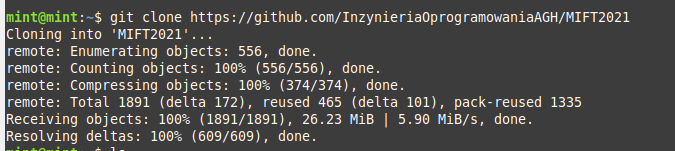 mint@mint:~$ git clone https://github.com/InzynieriaOprogramowaniaAGH/MIFT2021
Cloning into 'MIFT2021'...
remote: Enumerating objects: 556, done.
remote: Counting objects: 100% (556/556), done.
remote: Compressing objects: 100% (374/374), done.
remote: Total 1891 (delta 172), reused 465 (delta 101), pack-reused 1335
Receiving objects: 100% (1891/1891), 26.23 MiB | 5.90 MiB/s, done.
Resolving deltas: 100% (609/609), done.
mint@mint:~$